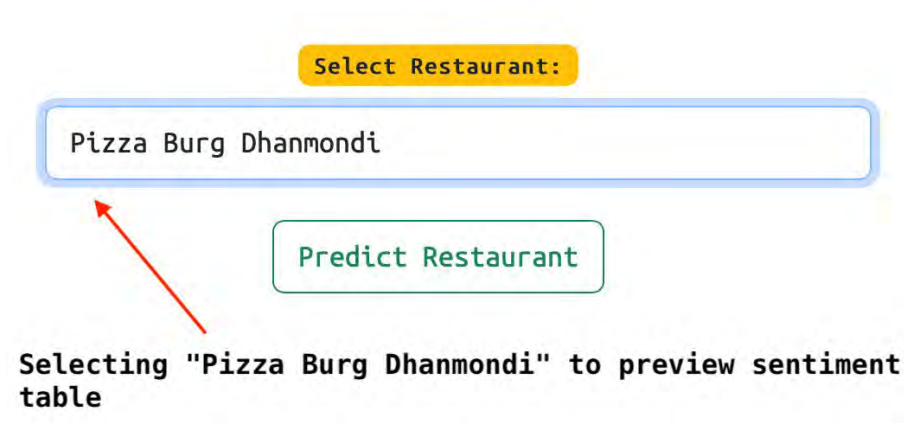 Select Restaurant:
Pizza Burg Dhanmondi
Predict Restaurant
Selecting "Pizza Burg Dhanmondi" to preview sentiment
table